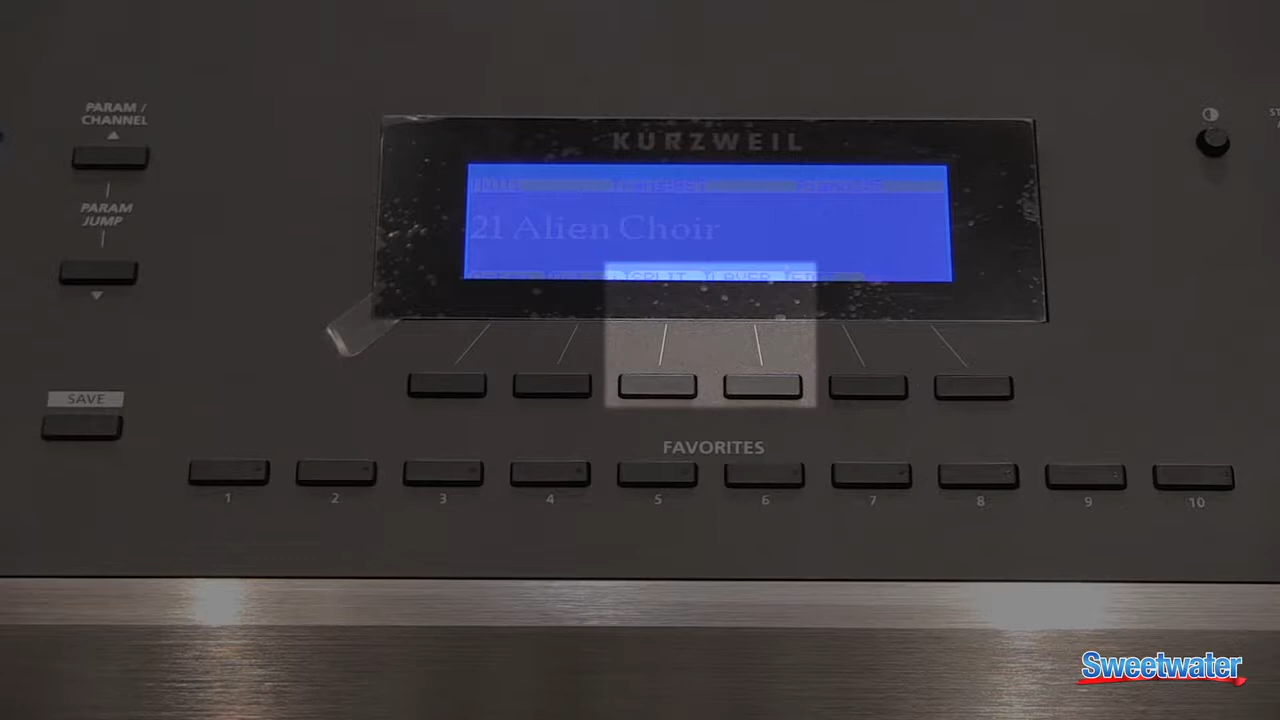 PARAM /
CHANNEL
PARAM
JUMP
SAVE
KURZWEIL
21 Alien Choir
SPLIT LAYER
FAVORITES
1 2 3 4 5 6 7 8 9 10
Sweetwater